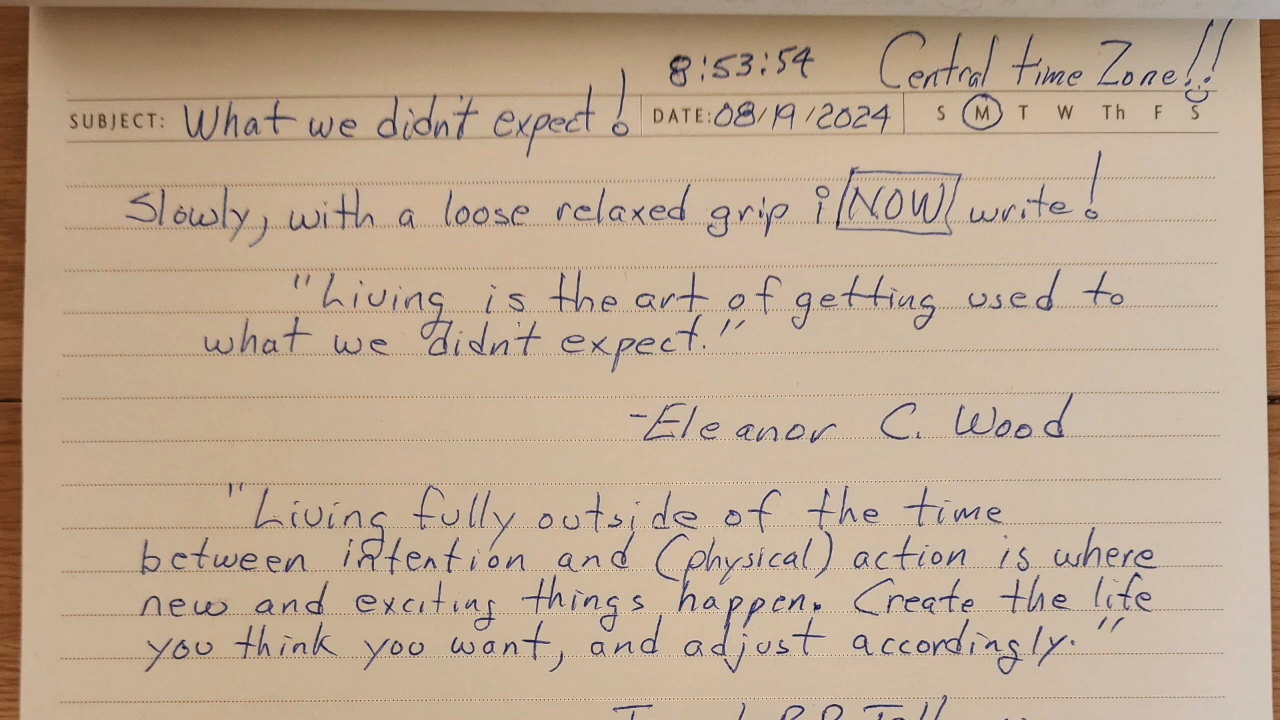 8:53:54 Central time Zone!!
SUBJECT: What we didn't expect! DATE: 08/19/2024 S M T W Th F S
Slowly, with a loose relaxed grip i NOW write!
"Living is the art of getting used to
what we didn't expect."
-Eleanor C. Wood
"Living fully outside of the time
between intention and (physical) action is where
new and exciting things happen. Create the life
you think you want, and adjust accordingly."